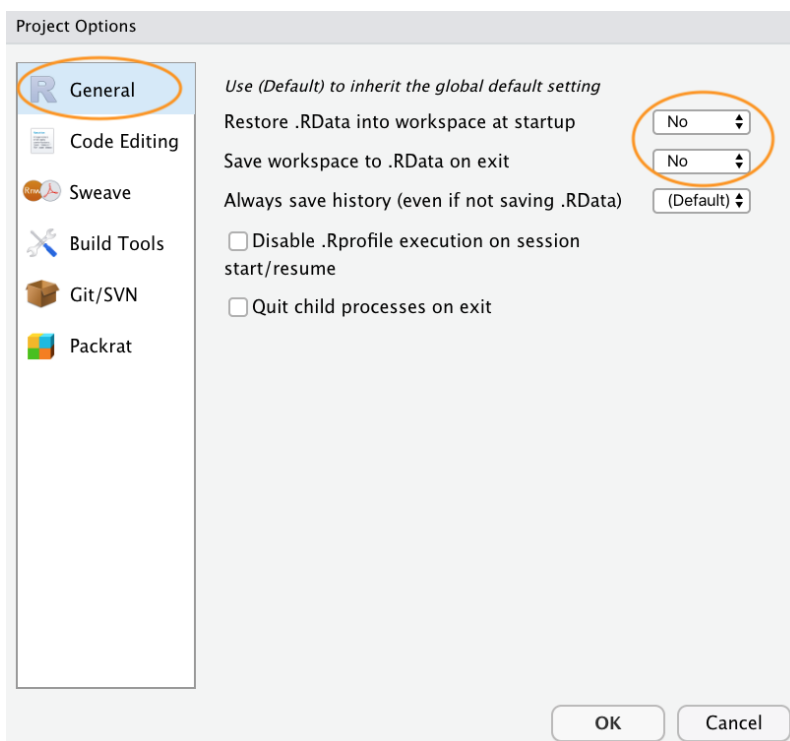 Project Options
General
Code Editing
Sweave
Build Tools
Git/SVN
Packrat
Use (Default) to inherit the global default setting
Restore .RData into workspace at startup No
Save workspace to .RData on exit No
Always save history (even if not saving .RData) (Default)
Disable .Rprofile execution on session
start/resume
Quit child processes on exit
OK Cancel